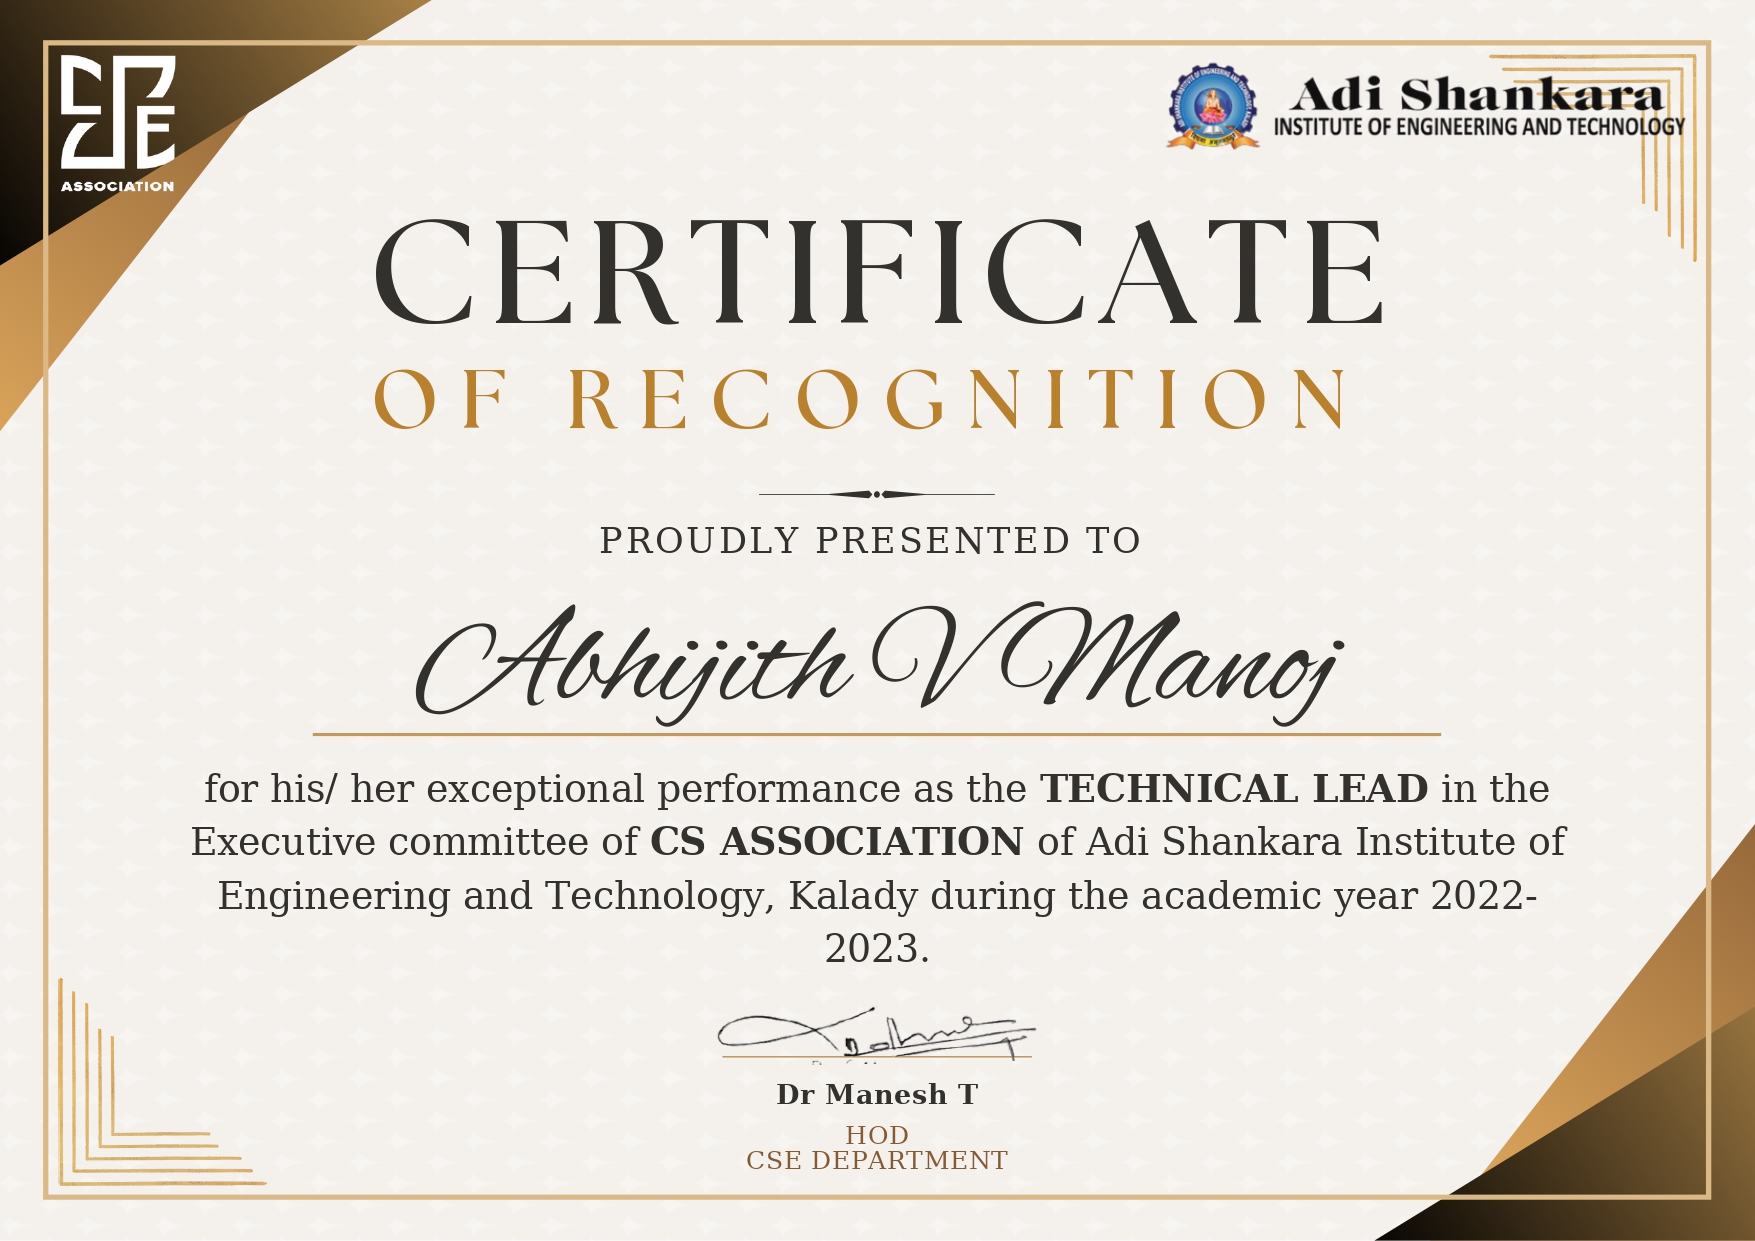 CSE
ASSOCIATION
Adi Shankara
INSTITUTE OF ENGINEERING AND TECHNOLOGY
CERTIFICATE
OF RECOGNITION
PROUDLY PRESENTED TO
Abhijith V Manoj
for his/ her exceptional performance as the TECHNICAL LEAD in the
Executive committee of CS ASSOCIATION of Adi Shankara Institute of
Engineering and Technology, Kalady during the academic year 2022-
2023.
Dr Manesh T
HOD
CSE DEPARTMENT